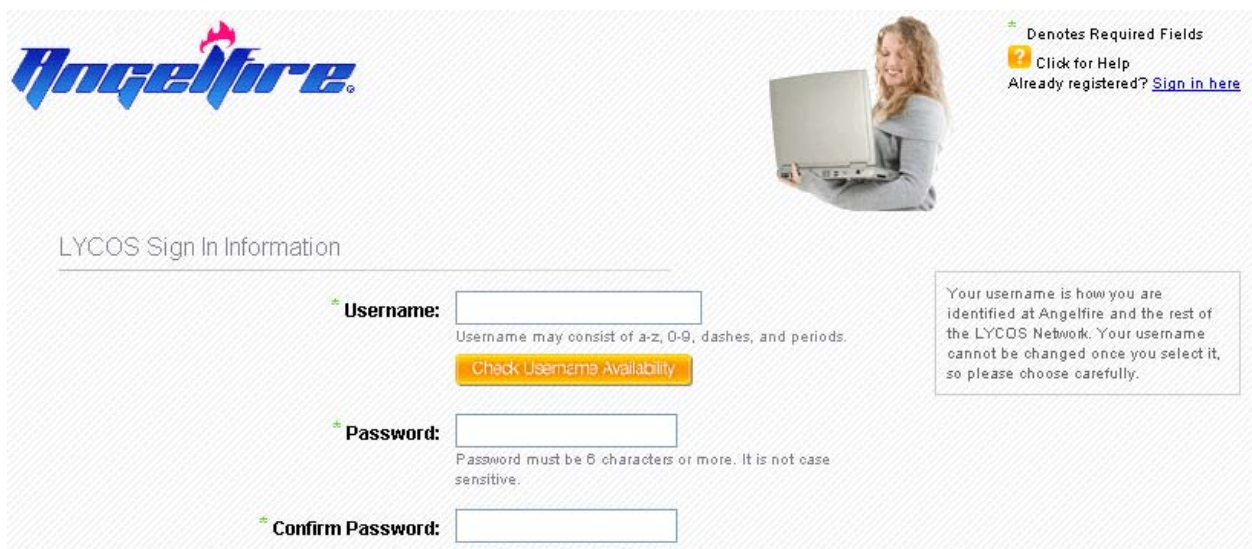 Angelfire.
* Denotes Required Fields
? Click for Help
Already registered? Sign in here
LYCOS Sign In Information
* Username:
Username may consist of a-z, 0-9, dashes, and periods.
Check Username Availability
Your username is how you are
identified at Angelfire and the rest of
the LYCOS Network. Your username
cannot be changed once you select it,
so please choose carefully.
* Password:
Password must be 6 characters or more. It is not case
sensitive.
* Confirm Password: